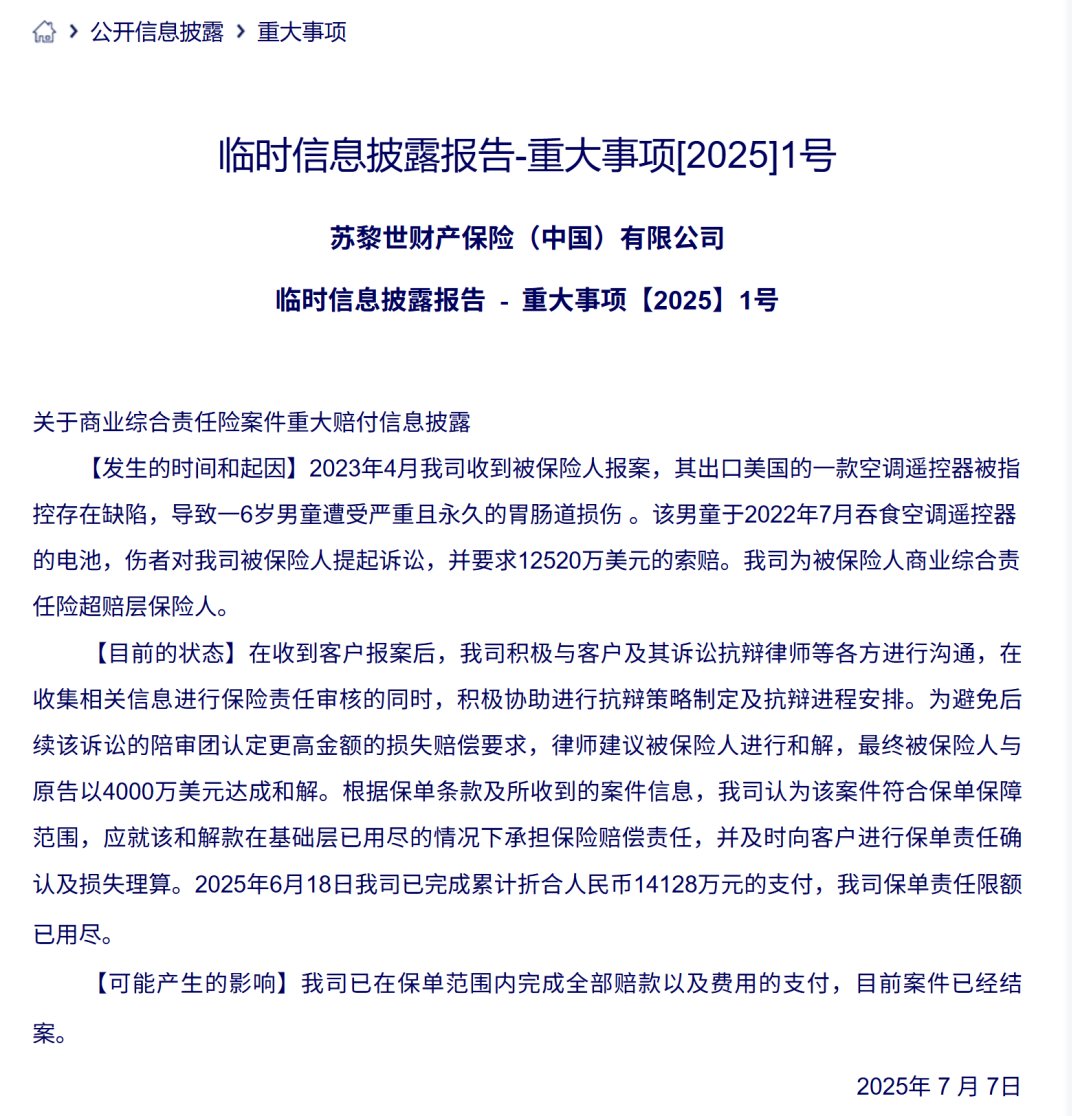 公开信息披露 > 重大事项
临时信息披露报告-重大事项[2025]1号
苏黎世财产保险（中国）有限公司
临时信息披露报告 - 重大事项【2025】1号
关于商业综合责任险案件重大赔付信息披露
【发生的时间和起因】2023年4月我司收到被保险人报案，其出口美国的一款空调遥控器被指
控存在缺陷，导致一6岁男童遭受严重且永久的胃肠道损伤 。该男童于2022年7月吞食空调遥控器
的电池，伤者对我司被保险人提起诉讼，并要求12520万美元的索赔。我司为被保险人商业综合责
任险超赔层保险人。
【目前的状态】在收到客户报案后，我司积极与客户及其诉讼抗辩律师等各方进行沟通，在
收集相关信息进行保险责任审核的同时，积极协助进行抗辩策略制定及抗辩进程安排。为避免后
续该诉讼的陪审团认定更高金额的损失赔偿要求，律师建议被保险人进行和解，最终被保险人与
原告以4000万美元达成和解。根据保单条款及所收到的案件信息，我司认为该案件符合保单保障
范围，应就该和解款在基础层已用尽的情况下承担保险赔偿责任，并及时向客户进行保单责任确
认及损失理算。2025年6月18日我司已完成累计折合人民币14128万元的支付，我司保单责任限额
已用尽。
【可能产生的影响】我司已在保单范围内完成全部赔款以及费用的支付，目前案件已经结
案。
2025年 7 月 7日